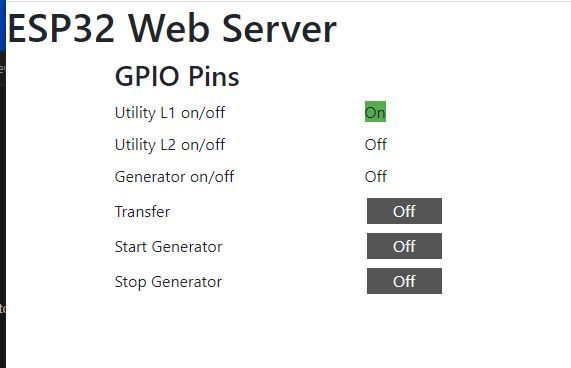 ESP32 Web Server
GPIO Pins
Utility L1 on/off On
Utility L2 on/off Off
Generator on/off Off
Transfer Off
Start Generator Off
Stop Generator Off